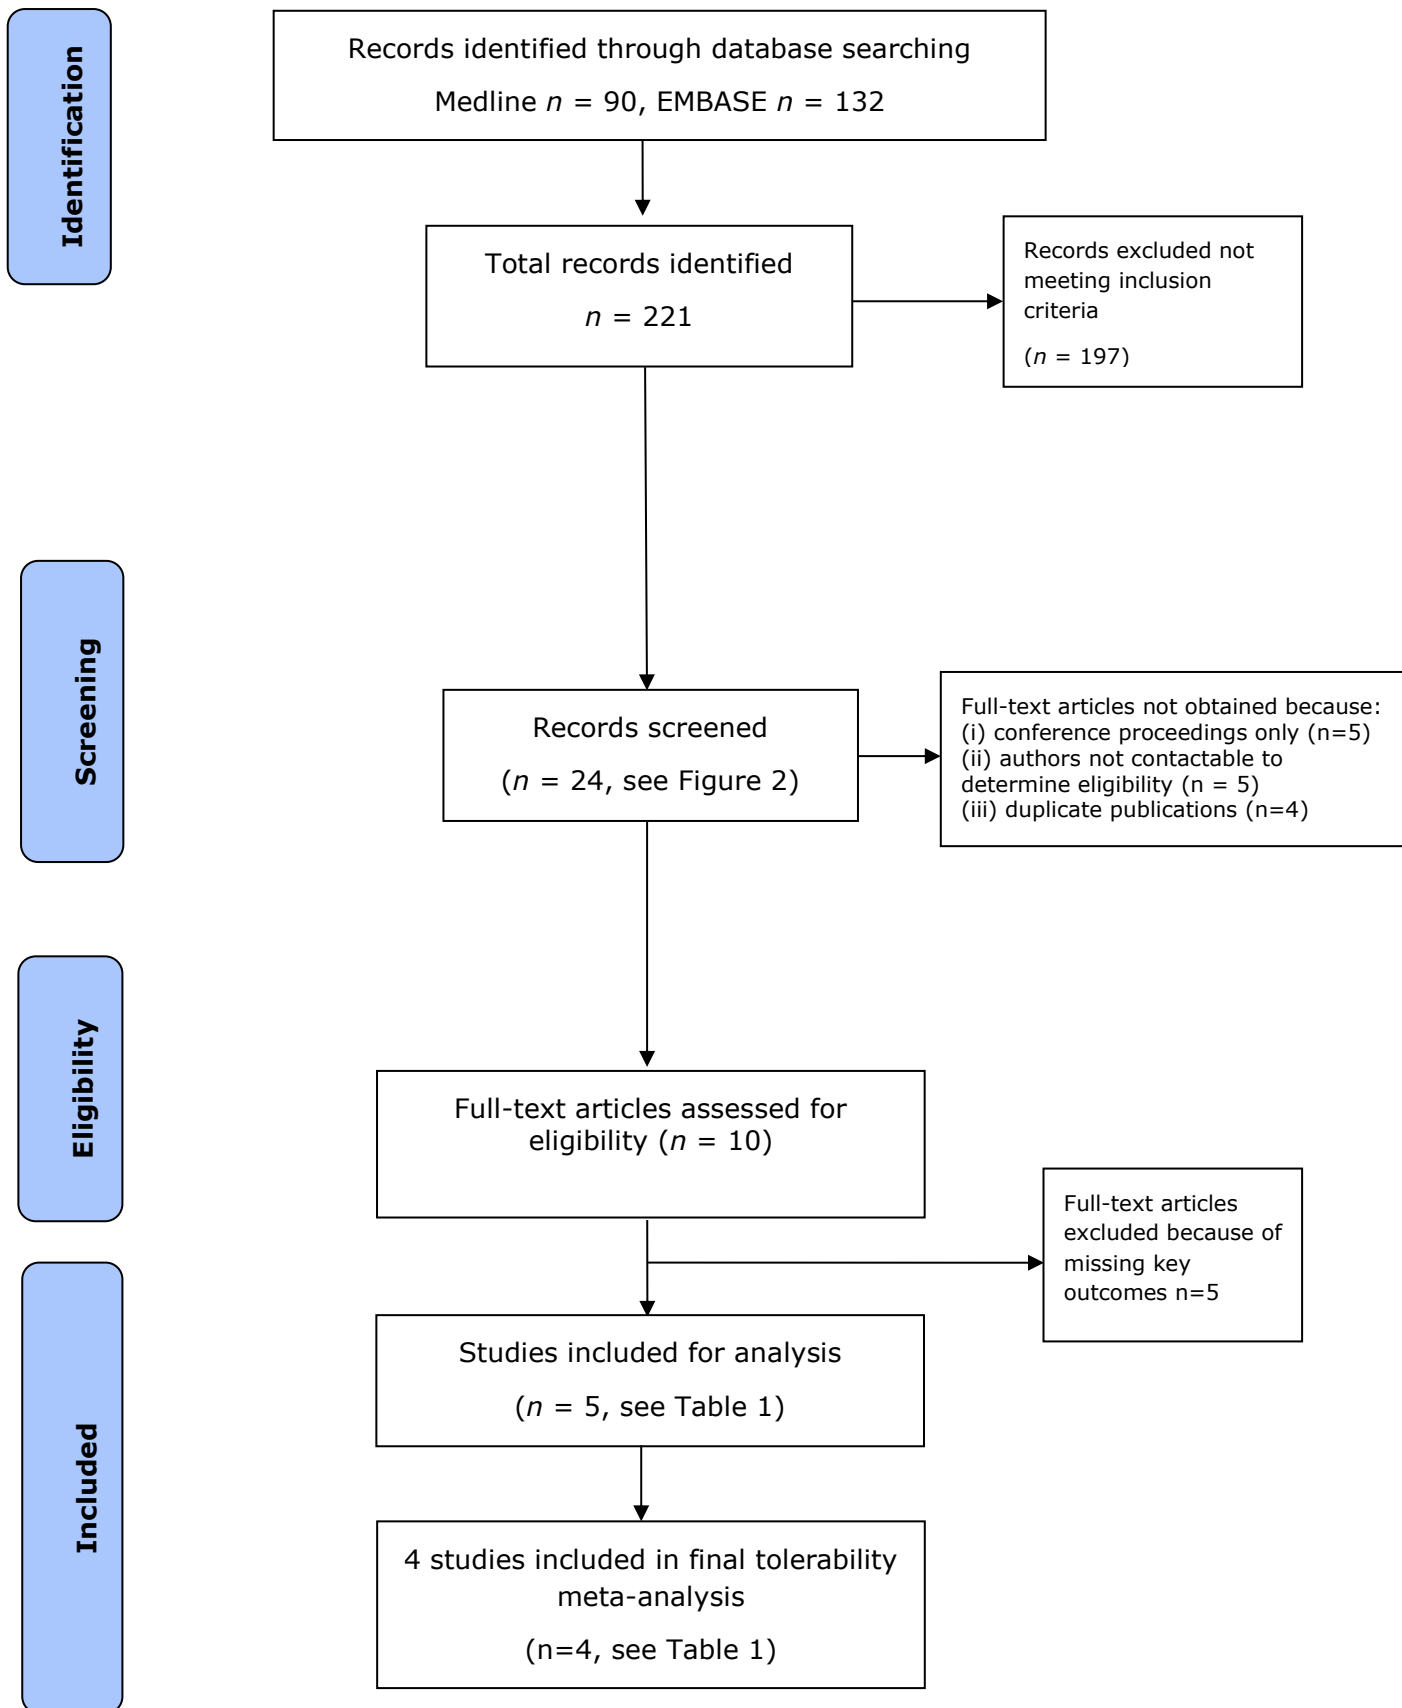 Identification
Records identified through database searching
Medline n = 90, EMBASE n = 132
Total records identified
n = 221
Records excluded not
meeting inclusion
criteria
(n = 197)
Screening
Records screened
(n = 24, see Figure 2)
Full-text articles not obtained because:
(i) conference proceedings only (n=5)
(ii) authors not contactable to
determine eligibility (n = 5)
(iii) duplicate publications (n=4)
Eligibility
Full-text articles assessed for
eligibility (n = 10)
Full-text articles
excluded because of
missing key
outcomes n=5
Included
Studies included for analysis
(n = 5, see Table 1)
4 studies included in final tolerability
meta-analysis
(n=4, see Table 1)